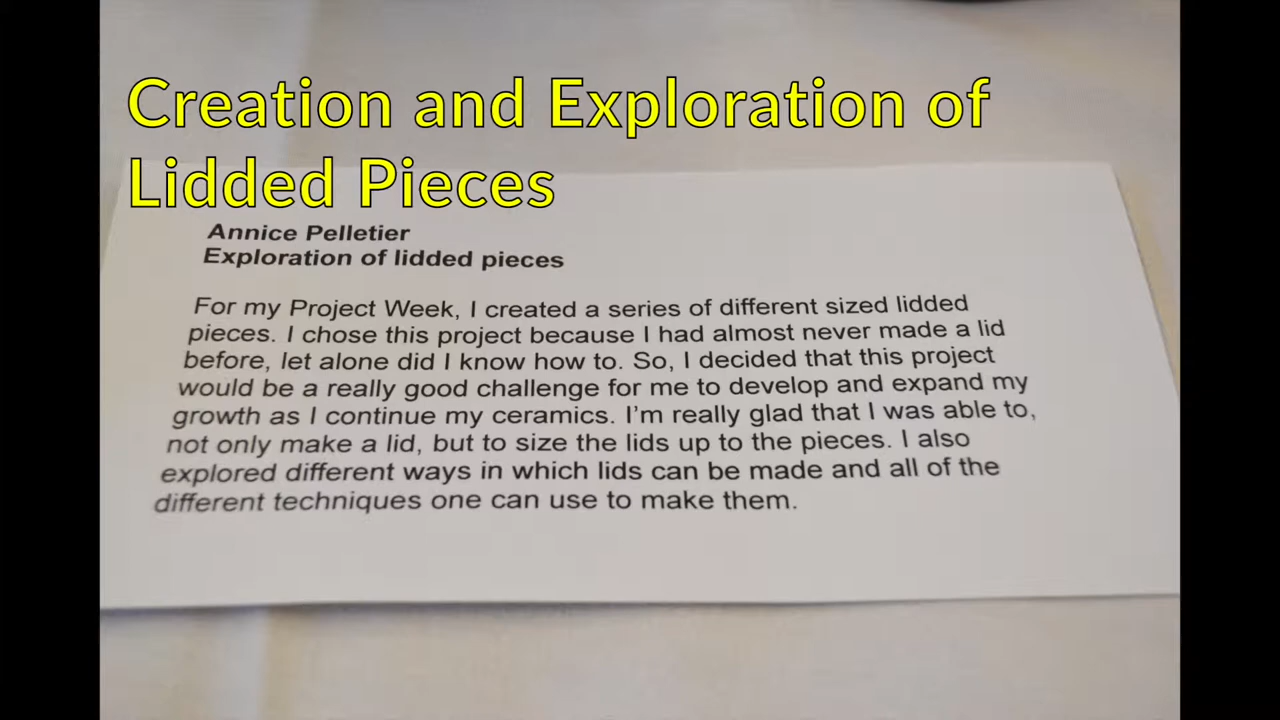 Creation and Exploration of
Lidded Pieces
Annice Pelletier
Exploration of lidded pieces
For my Project Week, I created a series of different sized lidded
pieces. I chose this project because I had almost never made a lid
before, let alone did I know how to. So, I decided that this project
would be a really good challenge for me to develop and expand my
growth as I continue my ceramics. I'm really glad that I was able to,
not only make a lid, but to size the lids up to the pieces. I also
explored different ways in which lids can be made and all of the
different techniques one can use to make them.